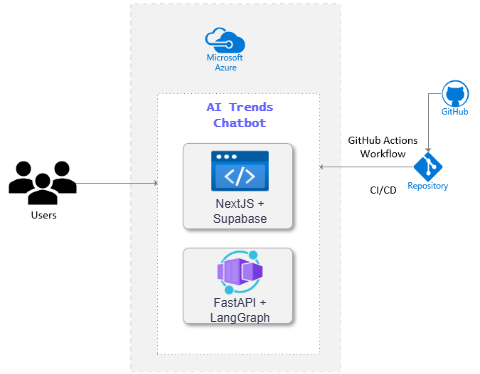 Microsoft
Azure
AI Trends
Chatbot
NextJS +
Supabase
FastAPI +
LangGraph
Users
GitHub Actions
Workflow
CI/CD
GitHub
Repository